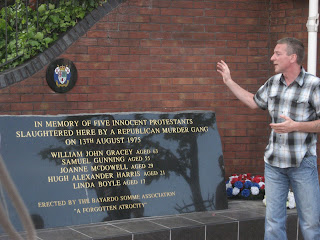 IN MEMORY OF FIVE INNOCENT PROTESTANTS
SLAUGHTERED HERE BY A REPUBLICAN MURDER GANG
ON 13TH AUGUST 1975
WILLIAM JOHN GRACEY AGED 63
SAMUEL GUNNING AGED 55
JOANNE McDOWELL AGED 29
HUGH ALEXANDER HARRIS AGED 21
LINDA BOYLE AGED 17
ERECTED BY THE BAYARDO SOMME ASSOCIATION
"A FORGOTTEN ATROCITY"